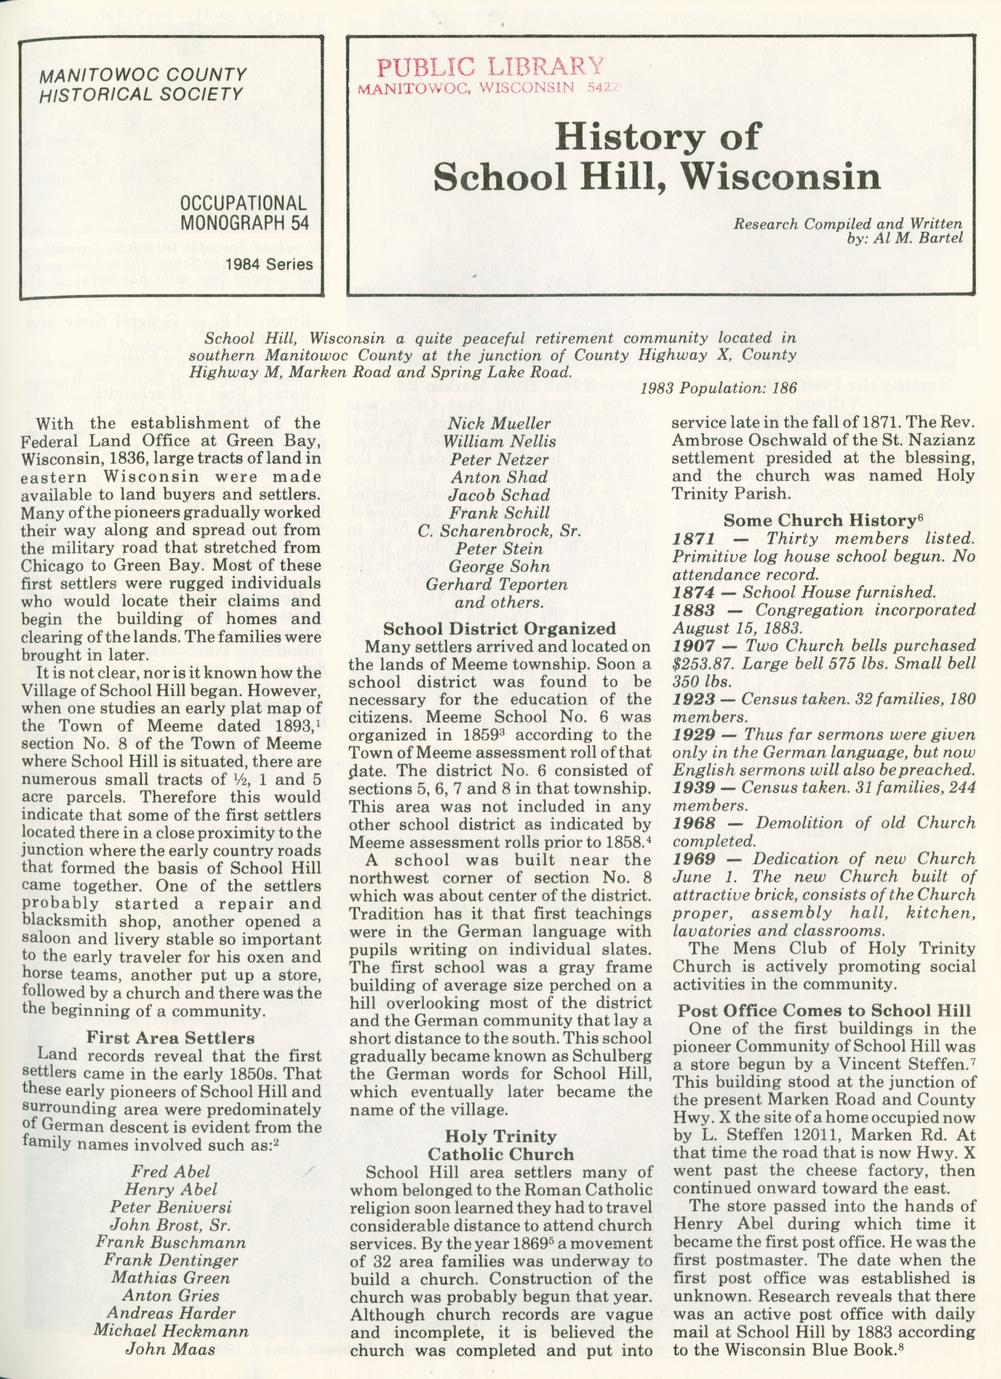 MANITOWOC COUNTY
HISTORICAL SOCIETY
OCCUPATIONAL
MONOGRAPH 54
1984 Series
PUBLIC LIBRARY
MANITOWOC, WISCONSIN 5422
History of
School Hill, Wisconsin
Research Compiled and Written
by: Al M. Bartel
School Hill, Wisconsin a quite peaceful retirement community located in
southern Manitowoc County at the junction of County Highway X, County
Highway M, Marken Road and Spring Lake Road.
1983 Population: 186
With the establishment of the
Federal Land Office at Green Bay,
Wisconsin, 1836, large tracts of land in
eastern Wisconsin were made
available to land buyers and settlers.
Many of the pioneers gradually worked
their way along and spread out from
the military road that stretched from
Chicago to Green Bay. Most of these
first settlers were rugged individuals
who would locate their claims and
begin the building of homes and
clearing of the lands. The families were
brought in later.
It is not clear, nor is it known how the
Village of School Hill began. However,
when one studies an early plat map of
the Town of Meeme dated 1893,¹
section No. 8 of the Town of Meeme
where School Hill is situated, there are
numerous small tracts of ½, 1 and 5
acre parcels. Therefore this would
indicate that some of the first settlers
located there in a close proximity to the
junction where the early country roads
that formed the basis of School Hill
came together. One of the settlers
probably started a repair and
blacksmith shop, another opened a
saloon and livery stable so important
to the early traveler for his oxen and
horse teams, another put up a store,
followed by a church and there was the
the beginning of a community.
First Area Settlers
Land records reveal that the first
settlers came in the early 1850s. That
these early pioneers of School Hill and
surrounding area were predominately
of German descent is evident from the
family names involved such as:²
Fred Abel
Henry Abel
Peter Beniversi
John Brost, Sr.
Frank Buschmann
Frank Dentinger
Mathias Green
Anton Gries
Andreas Harder
Michael Heckmann
John Maas
Nick Mueller
William Nellis
Peter Netzer
Anton Shad
Jacob Schad
Frank Schill
C. Scharenbrock, Sr.
Peter Stein
George Sohn
Gerhard Teporten
and others.
School District Organized
Many settlers arrived and located on
the lands of Meeme township. Soon a
school district was found to be
necessary for the education of the
citizens. Meeme School No. 6 was
organized in 1859³ according to the
Town of Meeme assessment roll of that
date. The district No. 6 consisted of
sections 5, 6, 7 and 8 in that township.
This area was not included in any
other school district as indicated by
Meeme assessment rolls prior to 1858.⁴
A school was built near the
northwest corner of section No. 8
which was about center of the district.
Tradition has it that first teachings
were in the German language with
pupils writing on individual slates.
The first school was a gray frame
building of average size perched on a
hill overlooking most of the district
and the German community that lay a
short distance to the south. This school
gradually became known as Schulberg
the German words for School Hill,
which eventually later became the
name of the village.
Holy Trinity
Catholic Church
School Hill area settlers many of
whom belonged to the Roman Catholic
religion soon learned they had to travel
considerable distance to attend church
services. By the year 1869⁵ a movement
of 32 area families was underway to
build a church. Construction of the
church was probably begun that year.
Although church records are vague
and incomplete, it is believed the
church was completed and put into
service late in the fall of 1871. The Rev.
Ambrose Oschwald of the St. Nazianz
settlement presided at the blessing,
and the church was named Holy
Trinity Parish.
Some Church History⁶
1871 — Thirty members listed.
Primitive log house school begun. No
attendance record.
1874 — School House furnished.
1883 — Congregation incorporated
August 15, 1883.
1907 — Two Church bells purchased
$253.87. Large bell 575 lbs. Small bell
350 lbs.
1923 — Census taken. 32 families, 180
members.
1929 — Thus far sermons were given
only in the German language, but now
English sermons will also be preached.
1939 — Census taken. 31 families, 244
members.
1968 — Demolition of old Church
completed.
1969 — Dedication of new Church
June 1. The new Church built of
attractive brick, consists of the Church
proper, assembly hall, kitchen,
lavatories and classrooms.
The Mens Club of Holy Trinity
Church is actively promoting social
activities in the community.
Post Office Comes to School Hill
One of the first buildings in the
pioneer Community of School Hill was
a store begun by a Vincent Steffen.⁷
This building stood at the junction of
the present Marken Road and County
Hwy. X the site of a home occupied now
by L. Steffen 12011, Marken Rd. At
that time the road that is now Hwy. X
went past the cheese factory, then
continued onward toward the east.
The store passed into the hands of
Henry Abel during which time it
became the first post office. He was the
first postmaster. The date when the
first post office was established is
unknown. Research reveals that there
was an active post office with daily
mail at School Hill by 1883 according
to the Wisconsin Blue Book.⁸